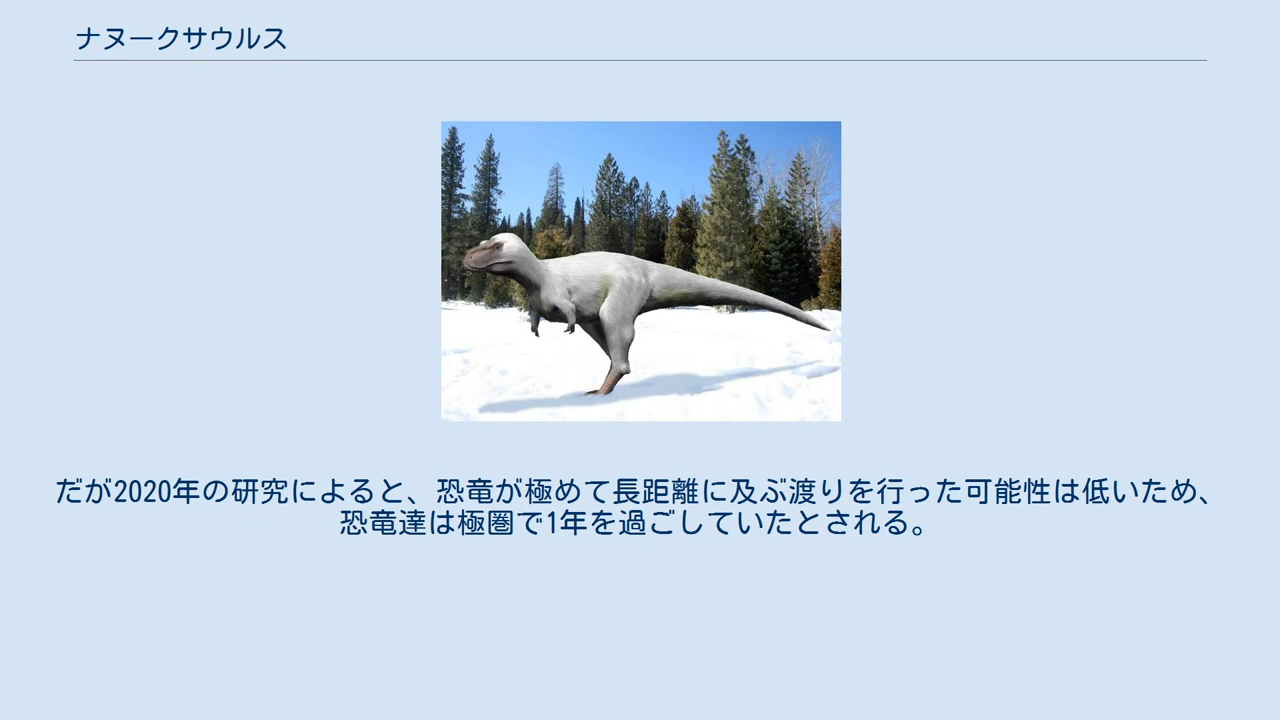 ナヌークサウルス
だが2020年の研究によると、恐竜が極めて長距離に及ぶ渡りを行った可能性は低いため、
恐竜達は極圏で1年を過ごしていたとされる。